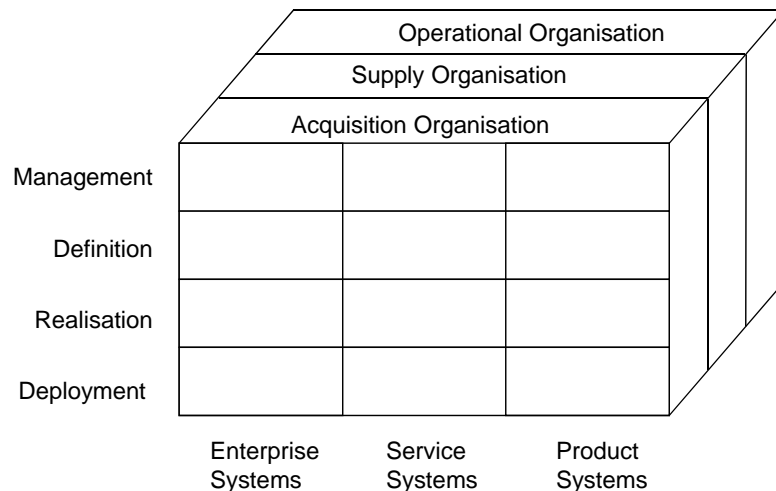 Operational Organisation
Supply Organisation
Acquisition Organisation
Management
Definition
Realisation
Deployment
Enterprise
Systems
Service
Systems
Product
Systems